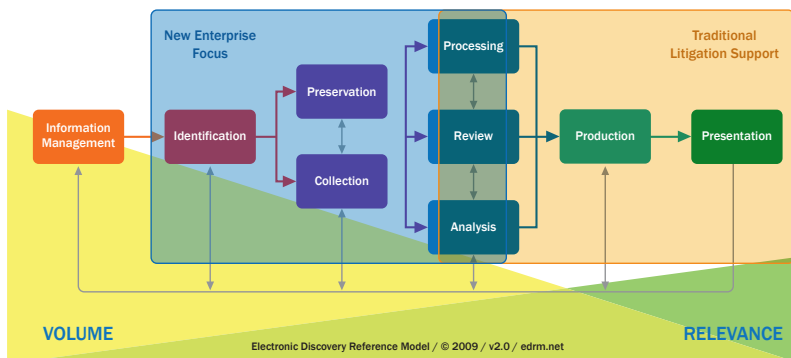 New Enterprise
Focus
Traditional
Litigation Support
Processing
Preservation
Information
Management
Identification
Review
Production
Presentation
Collection
Analysis
VOLUME
RELEVANCE
Electronic Discovery Reference Model / © 2009 / v2.0 / edrm.net